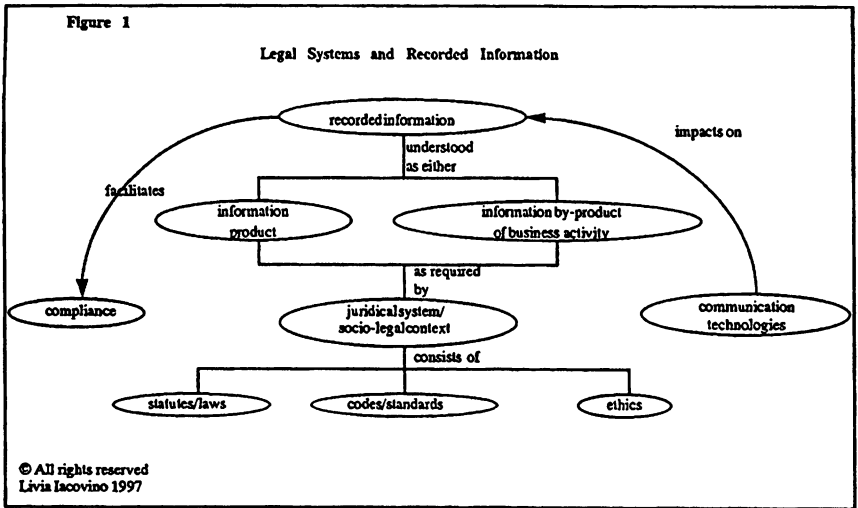 Figure 1
Legal Systems and Recorded Information
recorded information
impacts on
understood
as either
facilitates
information
product
information by-product
of business activity
as required
by
compliance
juridical system/
socio-legal context
communication
technologies
consists of
statutes/laws
codes/standards
ethics
© All rights reserved
Livia Iacovino 1997